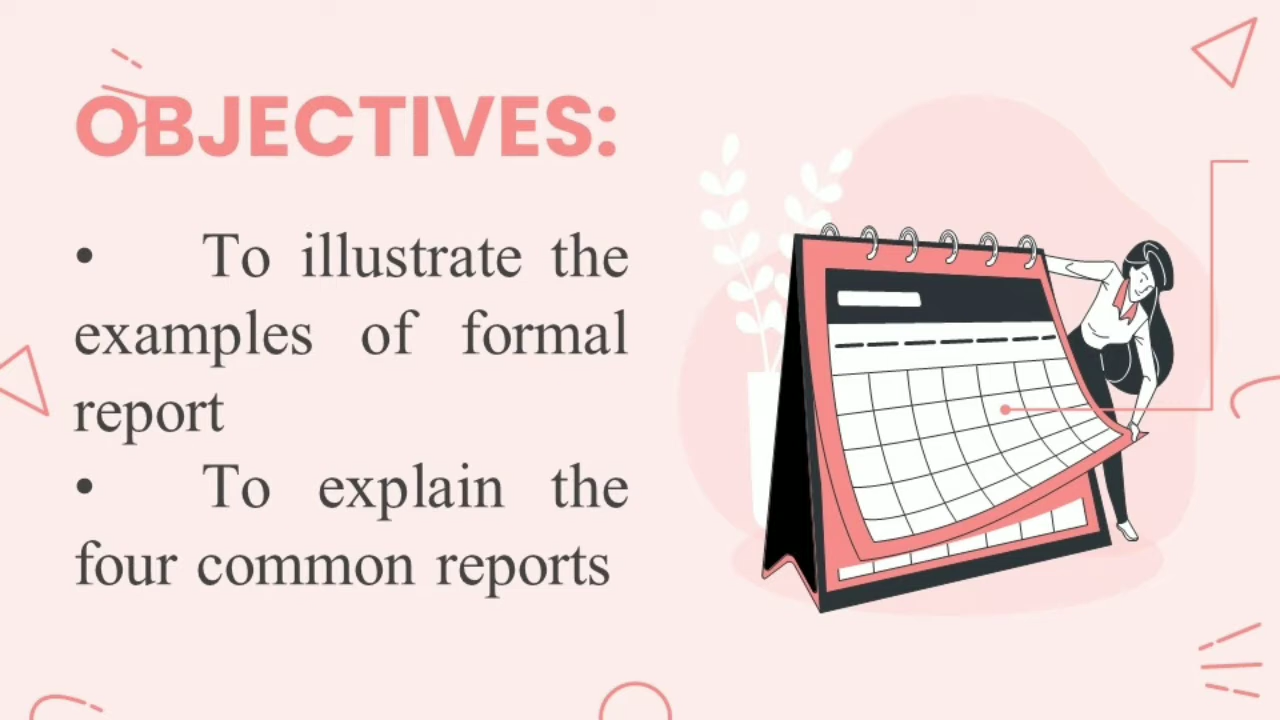 OBJECTIVES:
• To illustrate the
examples of formal
report
• To explain the
four common reports